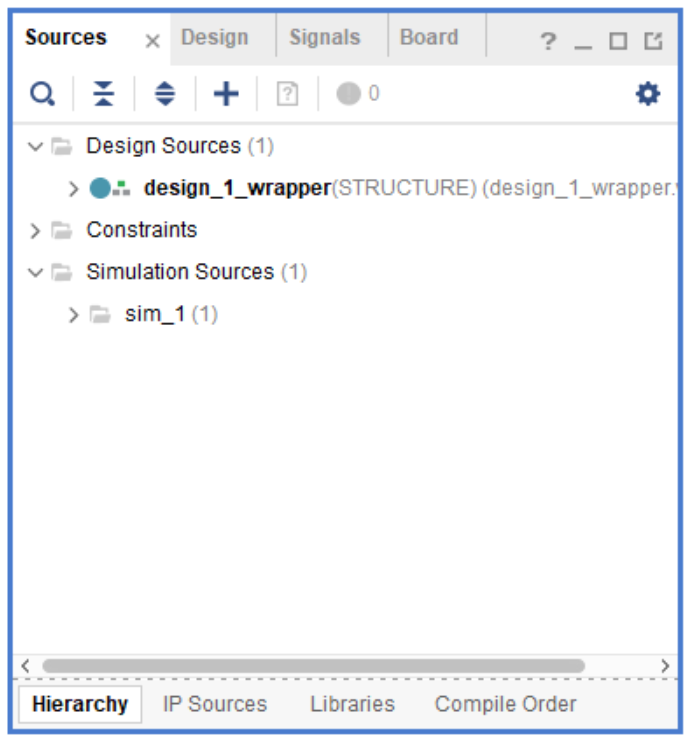 Sources × Design Signals Board ? _
? 0
Design Sources (1)
design_1_wrapper(STRUCTURE) (design_1_wrapper.
Constraints
Simulation Sources (1)
sim_1 (1)
Hierarchy IP Sources Libraries Compile Order